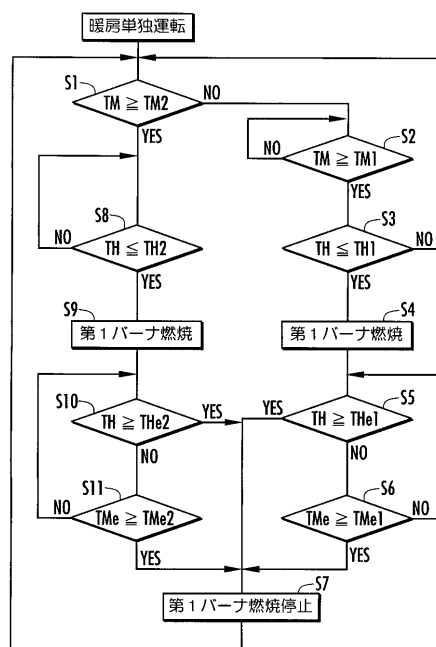 暖房単独運転
S1
TM ≧ TM2
NO
YES
S2
TM ≧ TM1
NO
YES
S8
TH ≦ TH2
NO
YES
S3
TH ≦ TH1
NO
YES
S9
第1バーナ燃焼
S4
第1バーナ燃焼
S10
TH ≧ THe2
YES
NO
S5
TH ≧ THe1
YES
NO
S11
TMe ≧ TMe2
NO
YES
S6
TMe ≧ TMe1
NO
YES
S7
第1バーナ燃焼停止